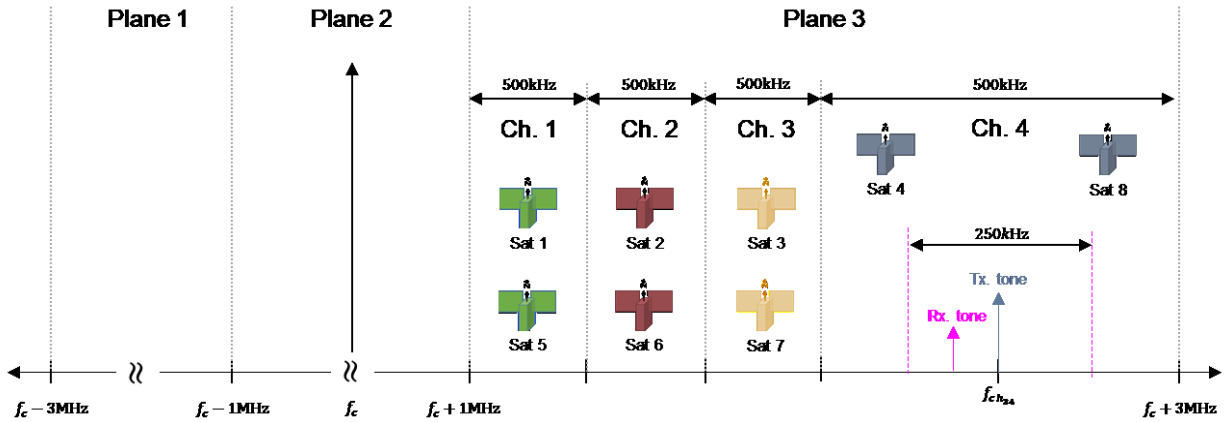 Plane 1
Plane 2
Plane 3
500kHz
500kHz
500kHz
500kHz
Ch. 1
Ch. 2
Ch. 3
Ch. 4
Sat 4
Sat 8
Sat 1
Sat 2
Sat 3
250kHz
Tx. tone
Rx. tone
Sat 5
Sat 6
Sat 7
f_c − 3MHz
f_c − 1MHz
f_c
f_c + 1MHz
f_ch₂₄
f_c + 3MHz